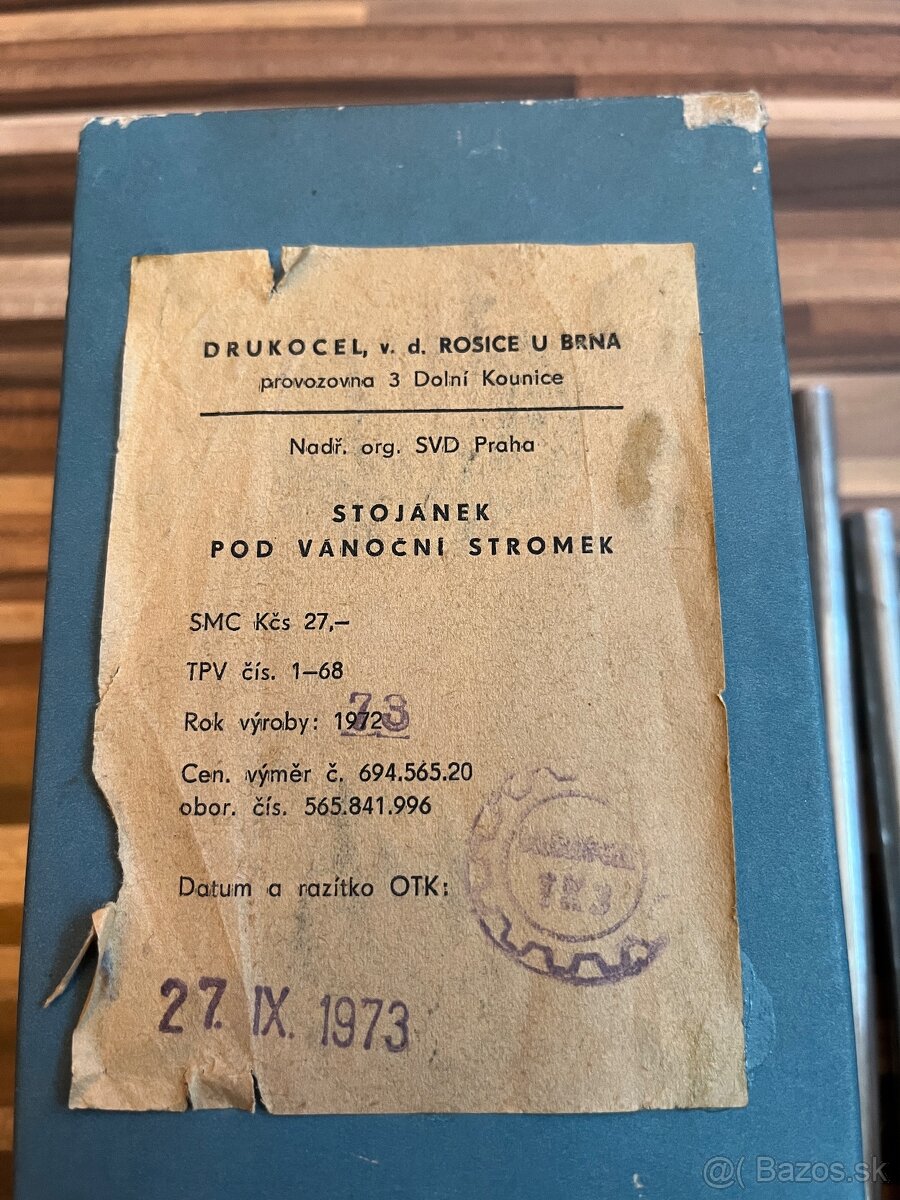 DRUKOCEL, v. d. ROSICE U BRNA
provozovna 3 Dolní Kounice
Nadř. org. SVD Praha
STOJÁNEK
POD VÁNOČNÍ STROMEK
SMC Kčs 27,–
TPV čís. 1–68
Rok výroby: 1972 73
Cen. výměr č. 694.565.20
obor. čís. 565.841.996
Datum a razítko OTK:
27. IX. 1973
@( Bazos.sk